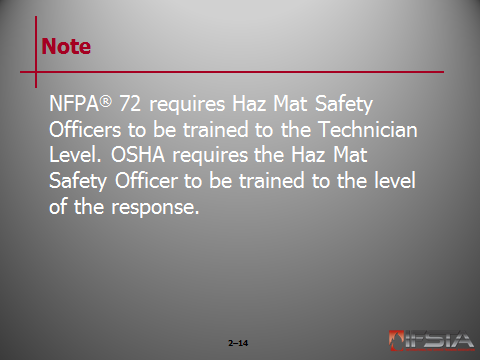 Note
NFPA® 72 requires Haz Mat Safety
Officers to be trained to the Technician
Level. OSHA requires the Haz Mat
Safety Officer to be trained to the level
of the response.
2–14
IFSTA